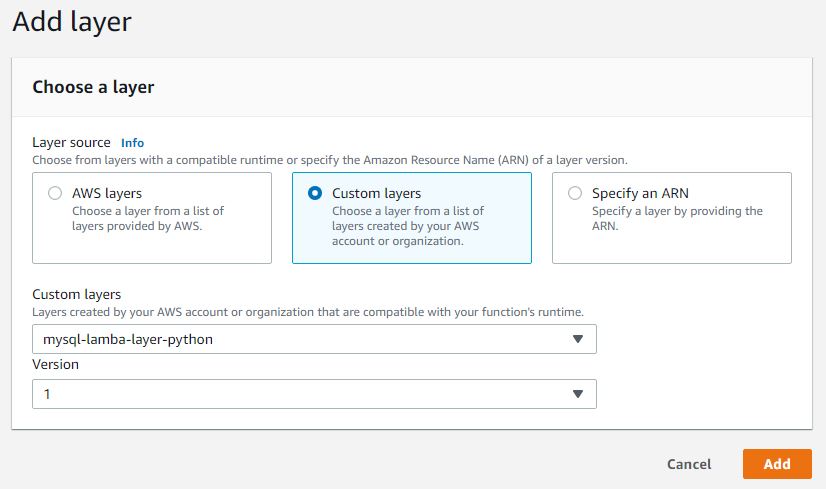 Add layer
Choose a layer
Layer source Info
Choose from layers with a compatible runtime or specify the Amazon Resource Name (ARN) of a layer version.
AWS layers
Choose a layer from a list of
layers provided by AWS.
Custom layers
Choose a layer from a list of
layers created by your AWS
account or organization.
Specify an ARN
Specify a layer by providing the
ARN.
Custom layers
Layers created by your AWS account or organization that are compatible with your function's runtime.
mysql-lamba-layer-python
Version
1
Cancel Add